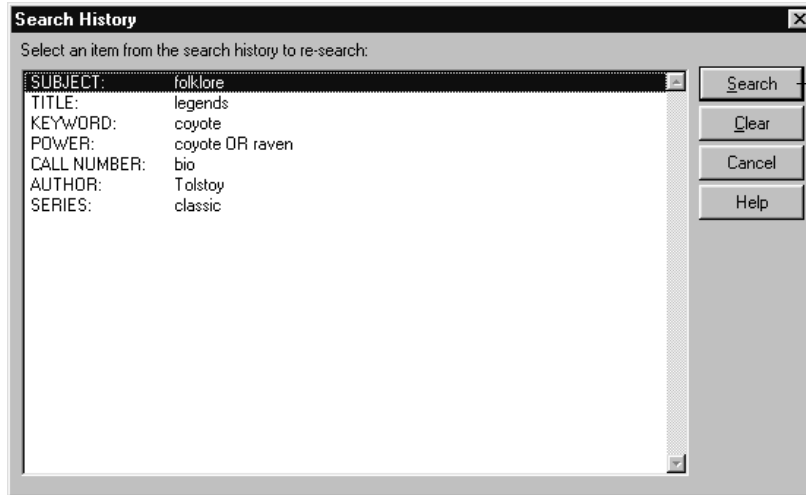 Search History
Select an item from the search history to re-search:
SUBJECT: folklore
TITLE: legends
KEYWORD: coyote
POWER: coyote OR raven
CALL NUMBER: bio
AUTHOR: Tolstoy
SERIES: classic
Search
Clear
Cancel
Help